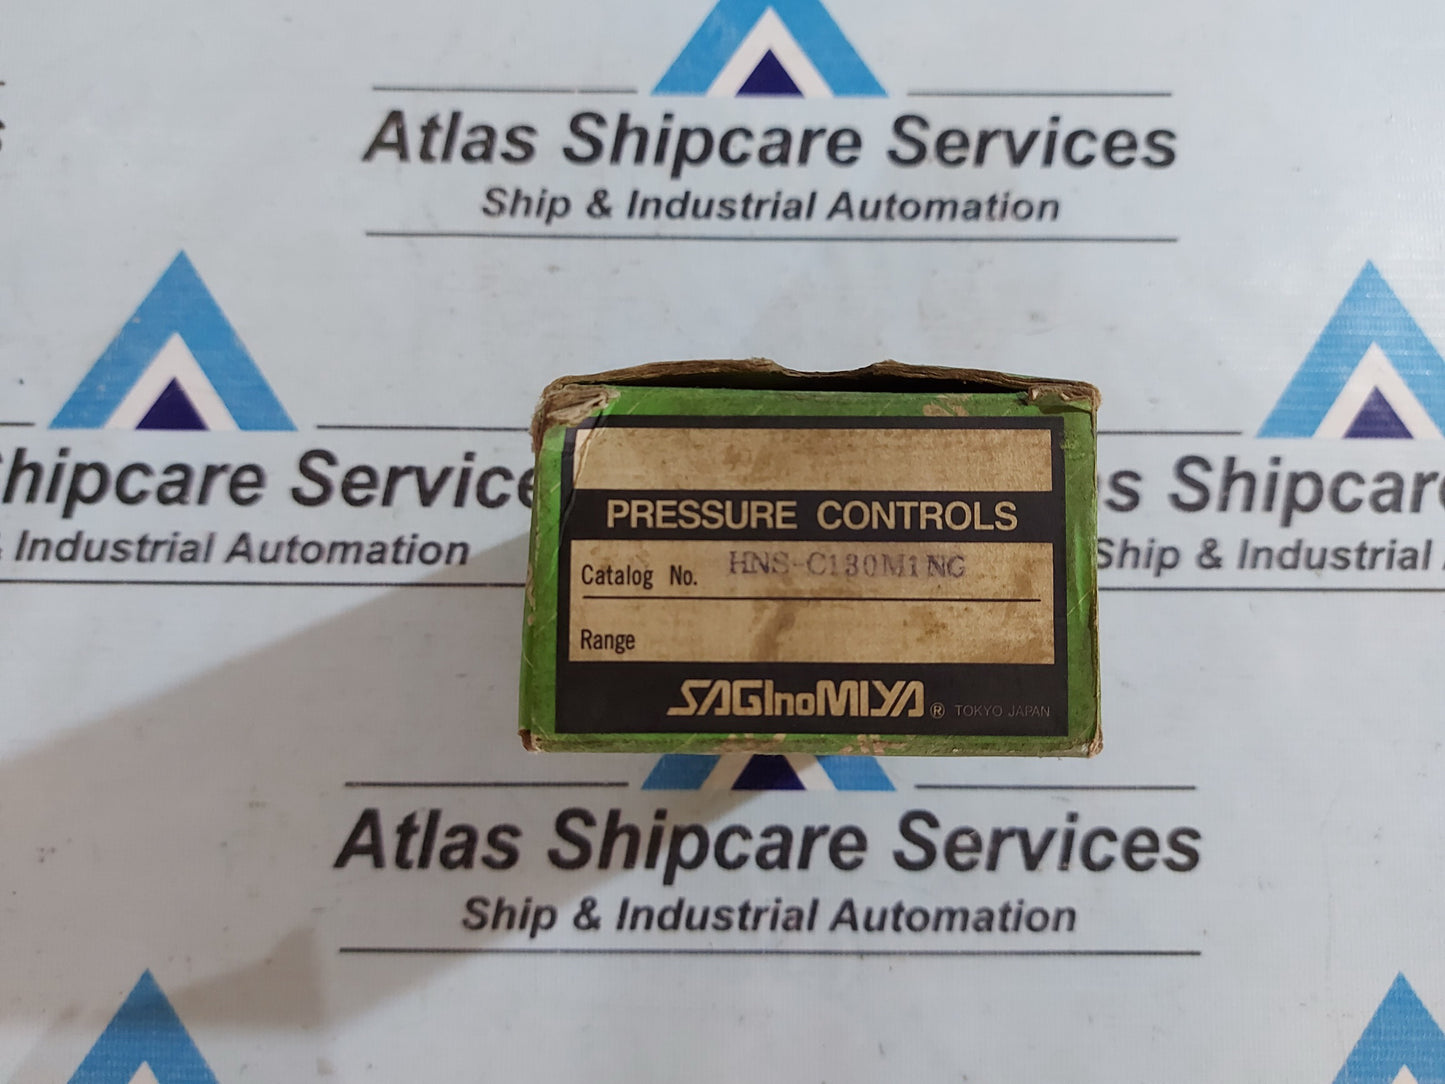 Atlas Shipcare Services
Ship & Industrial Automation
Shipcare Service
& Industrial Automation
s Shipcar
Ship & Industrial
PRESSURE CONTROLS
Catalog No. HNS-C130M1NG
Range
SAGInoMIYA ® TOKYO JAPAN
Atlas Shipcare Services
Ship & Industrial Automation